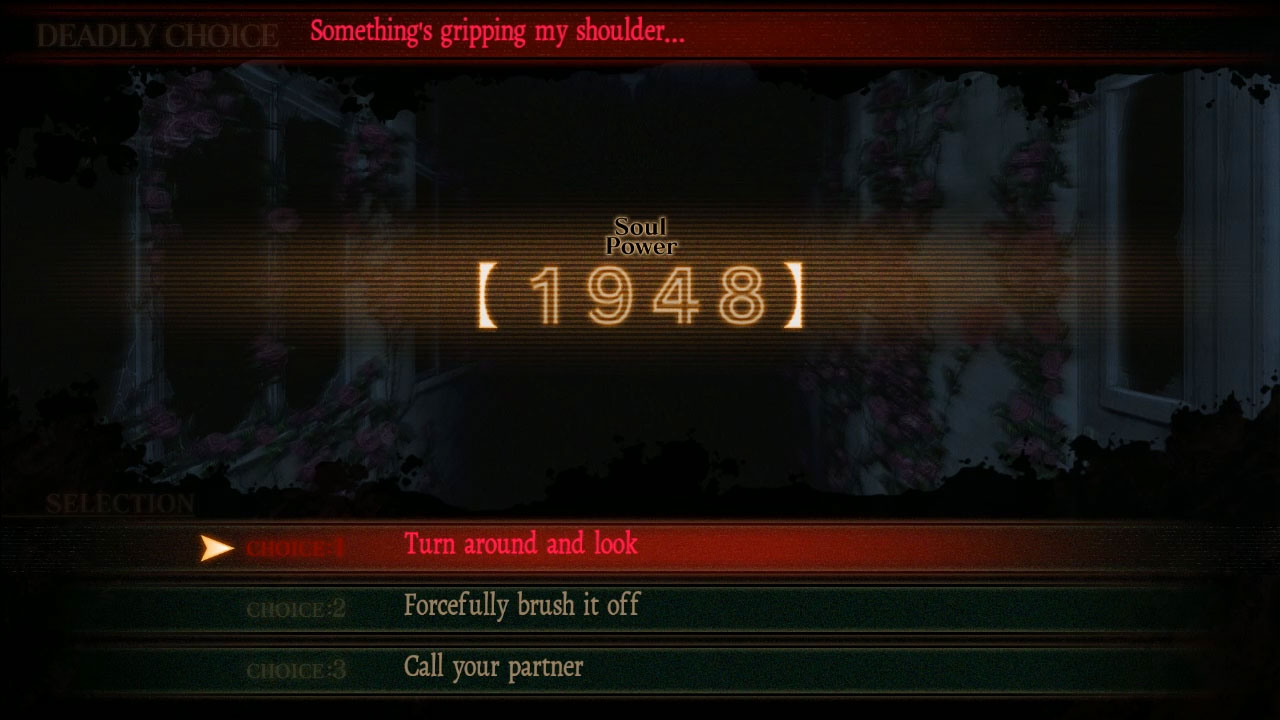 DEADLY CHOICE
Something's gripping my shoulder...
Soul
Power
【1948】
SELECTION
CHOICE:1 Turn around and look
CHOICE:2 Forcefully brush it off
CHOICE:3 Call your partner